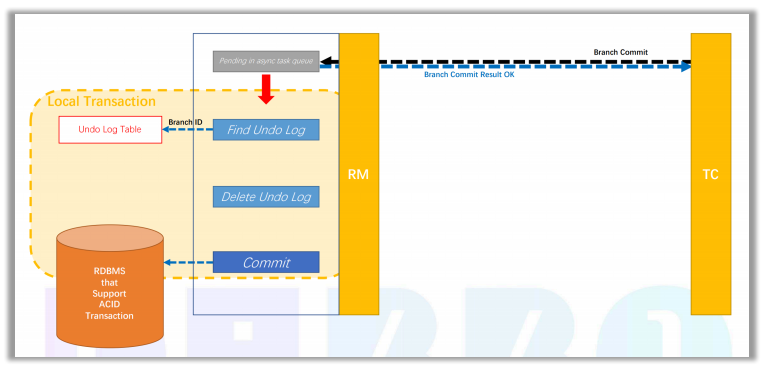 Branch Commit
Pending in async task queue
Branch Commit Result OK
Local Transaction
Undo Log Table
Branch ID
Find Undo Log
RM
TC
Delete Undo Log
Commit
RDBMS
that
Support
ACID
Transaction